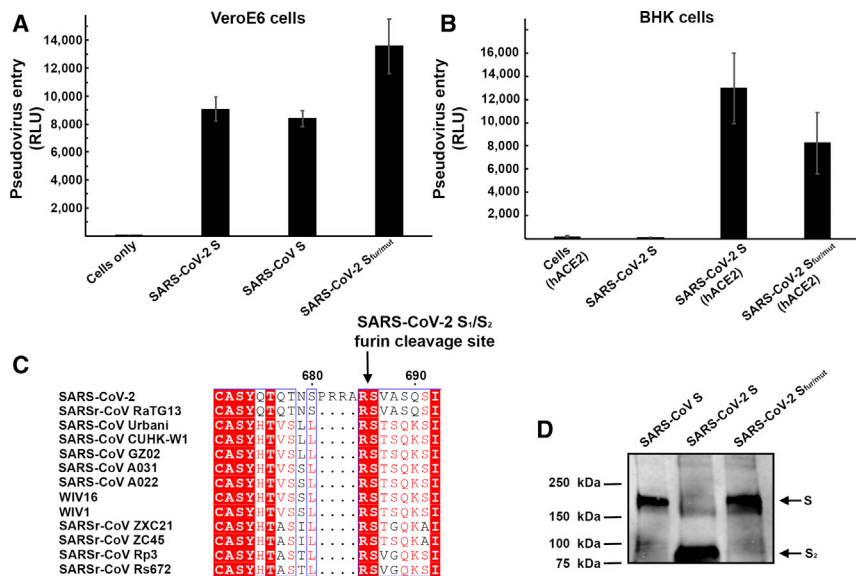 A
VeroE6 cells
Pseudovirus entry
(RLU)
14,000
12,000
10,000
8,000
6,000
4,000
2,000
Cells only
SARS-CoV-2 S
SARS-CoV S
SARS-CoV-2 Sfur/mut
B
BHK cells
Pseudovirus entry
(RLU)
16,000
14,000
12,000
10,000
8,000
6,000
4,000
2,000
Cells
(hACE2)
SARS-CoV-2 S
SARS-CoV-2 S
(hACE2)
SARS-CoV-2 Sfur/mut
(hACE2)
C
SARS-CoV-2 S1/S2
furin cleavage site
680 690
SARS-CoV-2 CASYQTQTNSPRRARSVASQSI
SARSr-CoV RaTG13 CASYQTQTNS....RSVASQSI
SARS-CoV Urbani CASYHTVSLL....RSTSQKSI
SARS-CoV CUHK-W1 CASYHTVSLL....RSTSQKSI
SARS-CoV GZ02 CASYHTVSLL....RSTSQKSI
SARS-CoV A031 CASYHTVSSL....RSTSQKSI
SARS-CoV A022 CASYHTVSSL....RSTSQKSI
WIV16 CASYHTVSSL....RSTSQKSI
WIV1 CASYHTVSSL....RSTSQKSI
SARSr-CoV ZXC21 CASYHTASIL....RSTGQKAI
SARSr-CoV ZC45 CASYHTASIL....RSTSQKAI
SARSr-CoV Rp3 CASYHTASTL....RSVGQKSI
SARSr-CoV Rs672 CASYHTASTL....RSVGQKSI
D
SARS-CoV S
SARS-CoV-2 S
SARS-CoV-2 Sfur/mut
250 kDa
150 kDa
100 kDa
75 kDa
S
S2